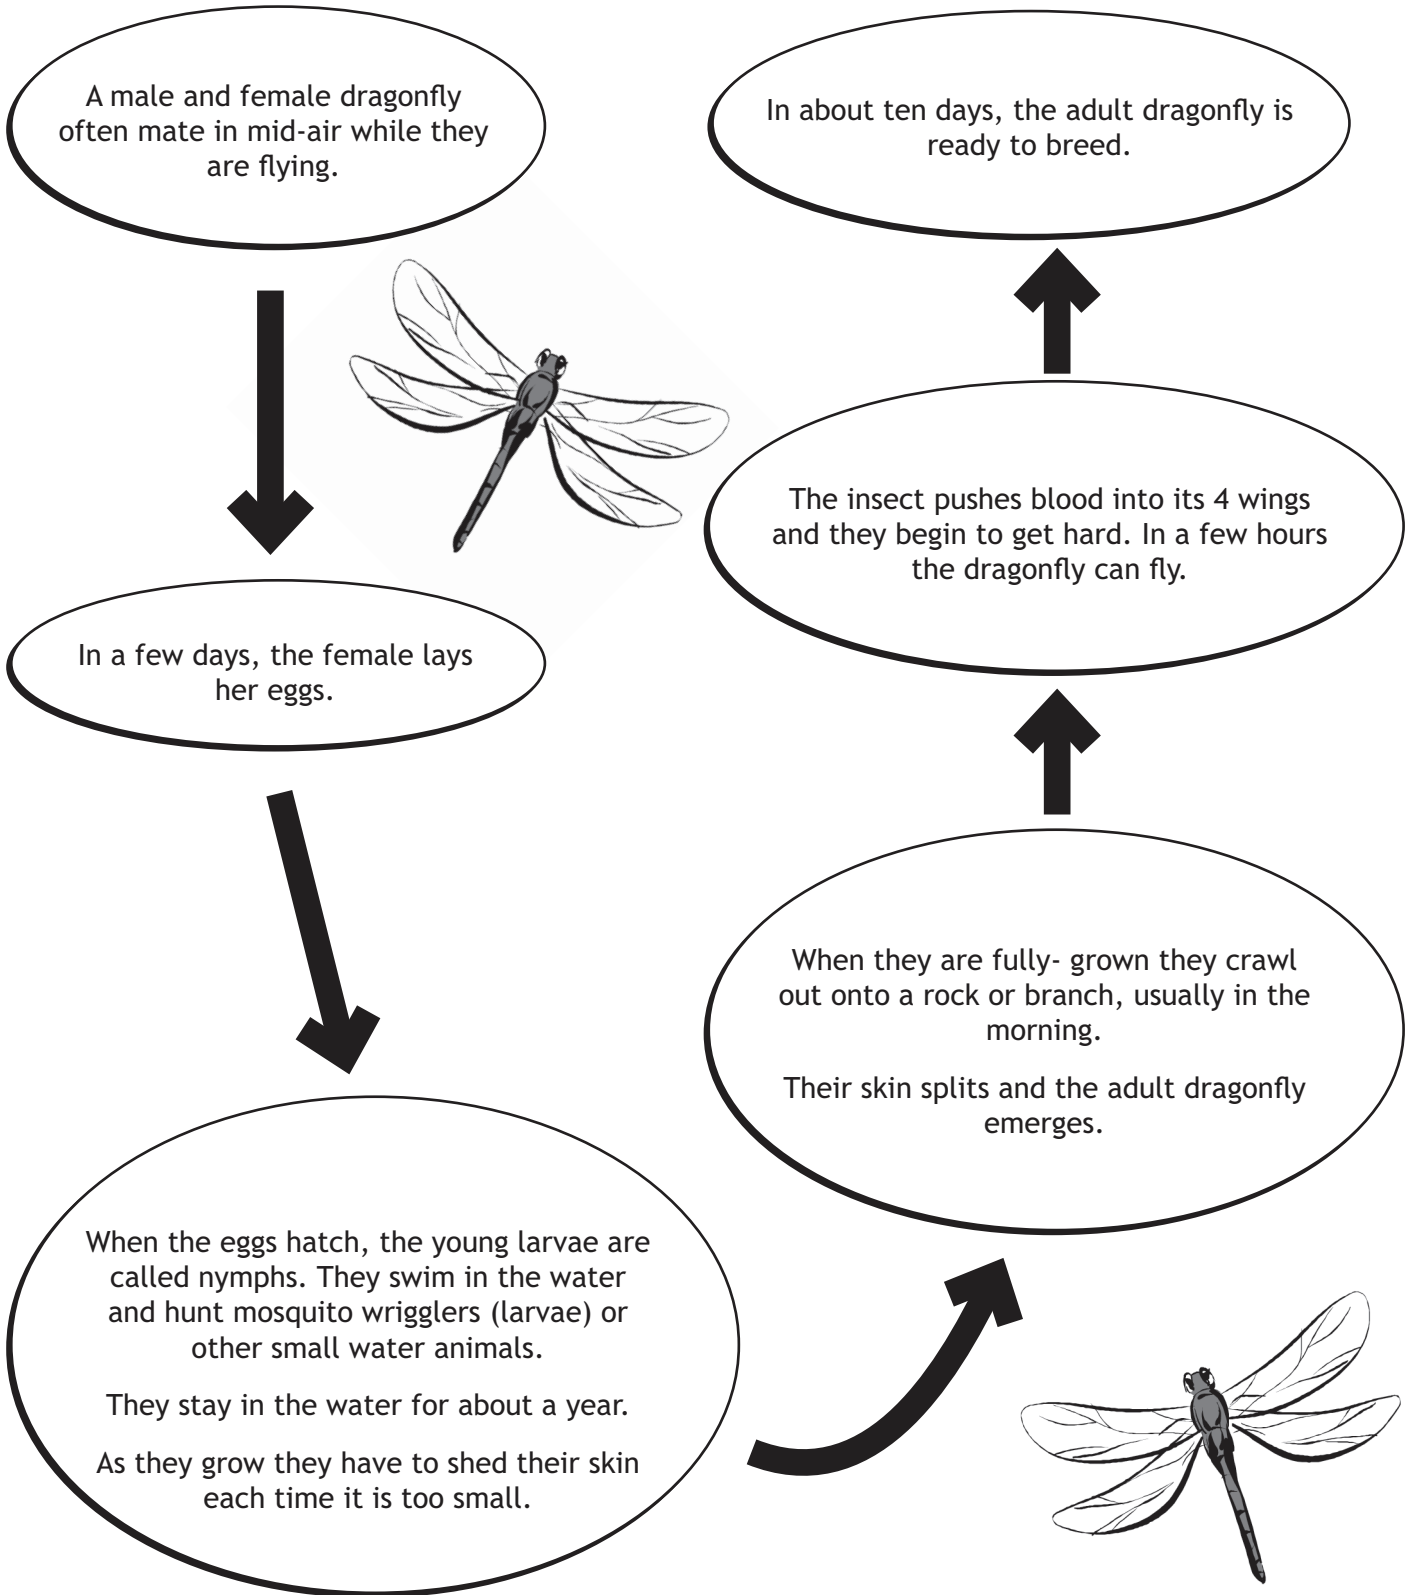 A male and female dragonfly
often mate in mid-air while they
are flying.
In a few days, the female lays
her eggs.
When the eggs hatch, the young larvae are
called nymphs. They swim in the water
and hunt mosquito wrigglers (larvae) or
other small water animals.
They stay in the water for about a year.
As they grow they have to shed their skin
each time it is too small.
When they are fully- grown they crawl
out onto a rock or branch, usually in the
morning.
Their skin splits and the adult dragonfly
emerges.
The insect pushes blood into its 4 wings
and they begin to get hard. In a few hours
the dragonfly can fly.
In about ten days, the adult dragonfly is
ready to breed.